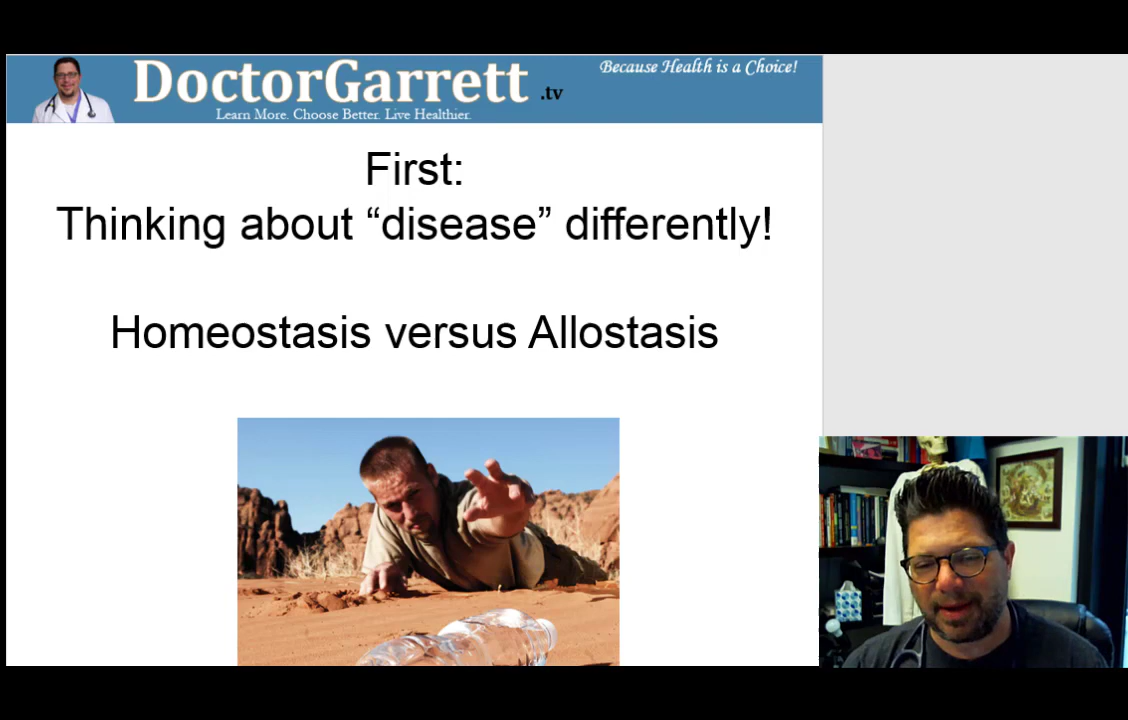 DoctorGarrett .tv
Because Health is a Choice!
Learn More. Choose Better. Live Healthier.
First:
Thinking about “disease” differently!
Homeostasis versus Allostasis